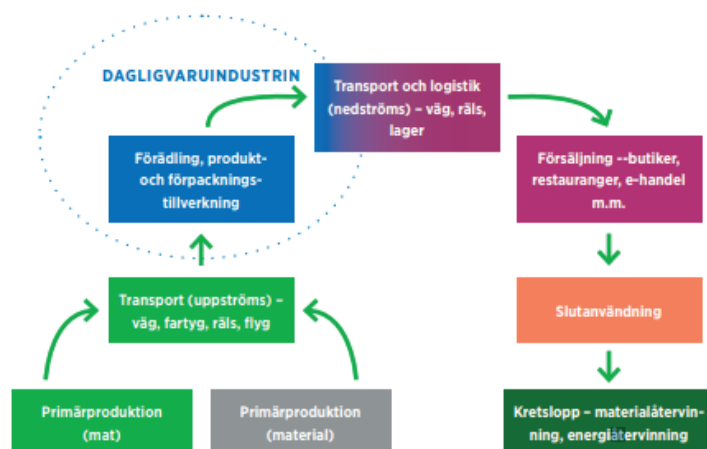 DAGLIGVARUINDUSTRIN
Transport och logistik
(nedströms) – väg, räls,
lager
Förädling, produkt-
och förpacknings-
tillverkning
Försäljning --butiker,
restauranger, e-handel
m.m.
Transport (uppströms) –
väg, fartyg, räls, flyg
Slutanvändning
Primärproduktion
(mat)
Primärproduktion
(material)
Kretslopp – materialåtervin-
ning, energiåtervinning